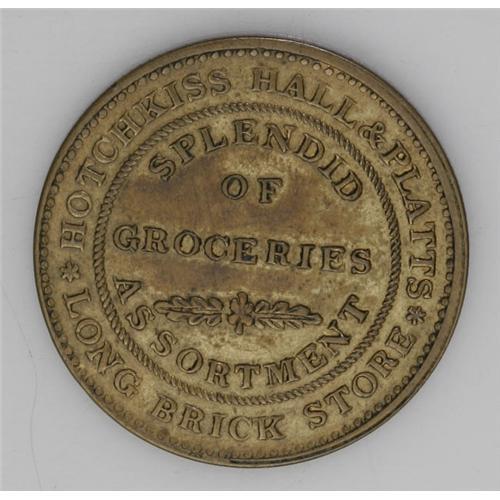 * HOTCHKISS HALL & PLATTS *
LONG BRICK STORE
SPLENDID
OF
GROCERIES
ASSORTMENT